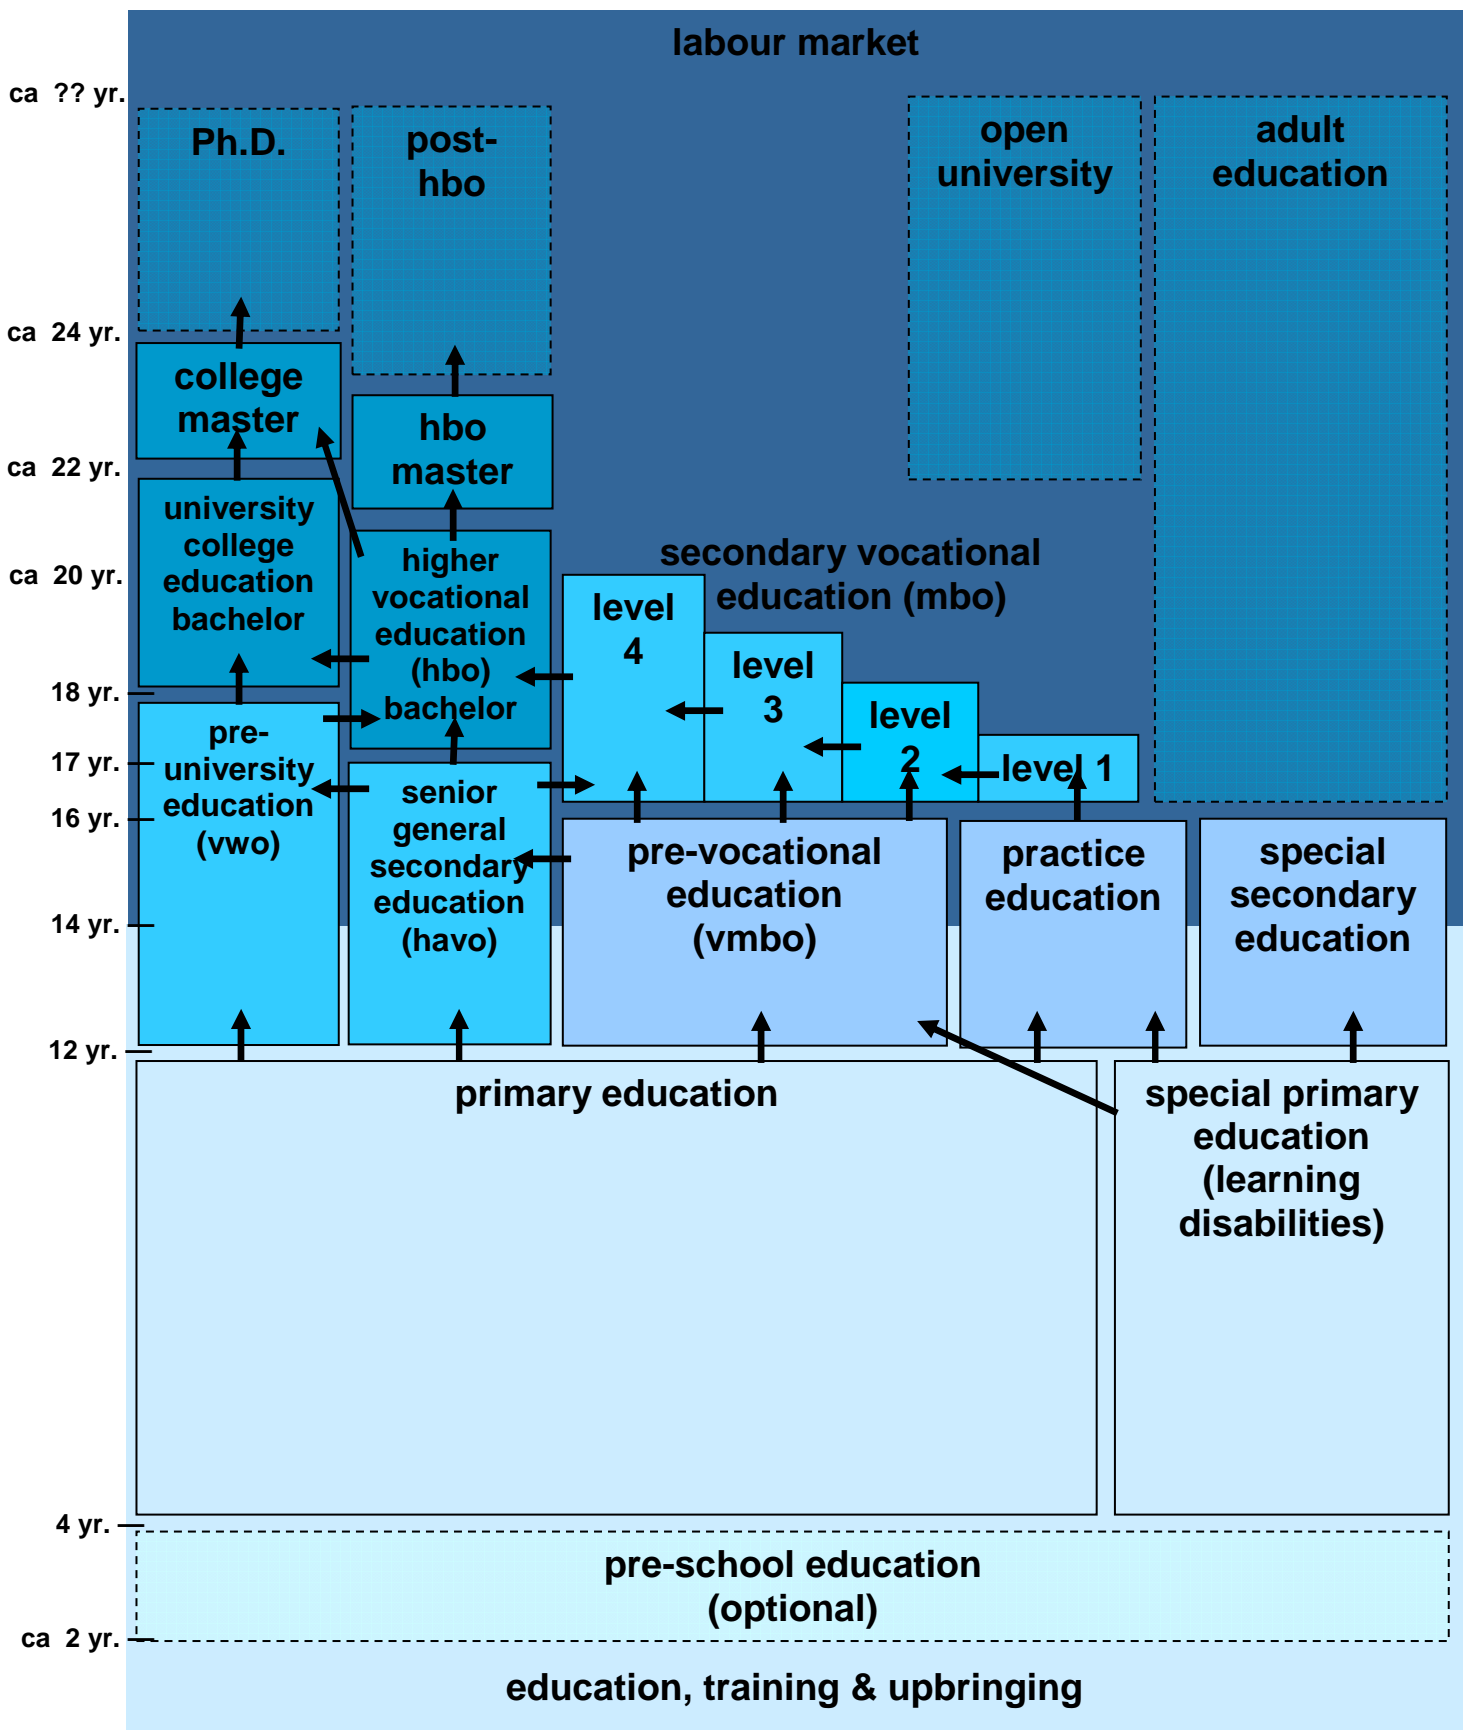 labour market
ca ?? yr.
Ph.D.
post-
hbo
open
university
adult
education
ca 24 yr.
college
master
hbo
master
ca 22 yr.
university
college
education
bachelor
higher
vocational
education
(hbo)
bachelor
secondary vocational
education (mbo)
ca 20 yr.
level
4
level
3
level
2
level 1
18 yr.
pre-
university
education
(vwo)
17 yr.
senior
general
secondary
education
(havo)
16 yr.
pre-vocational
education
(vmbo)
practice
education
special
secondary
education
14 yr.
12 yr.
primary education
special primary
education
(learning
disabilities)
4 yr.
pre-school education
(optional)
ca 2 yr.
education, training & upbringing